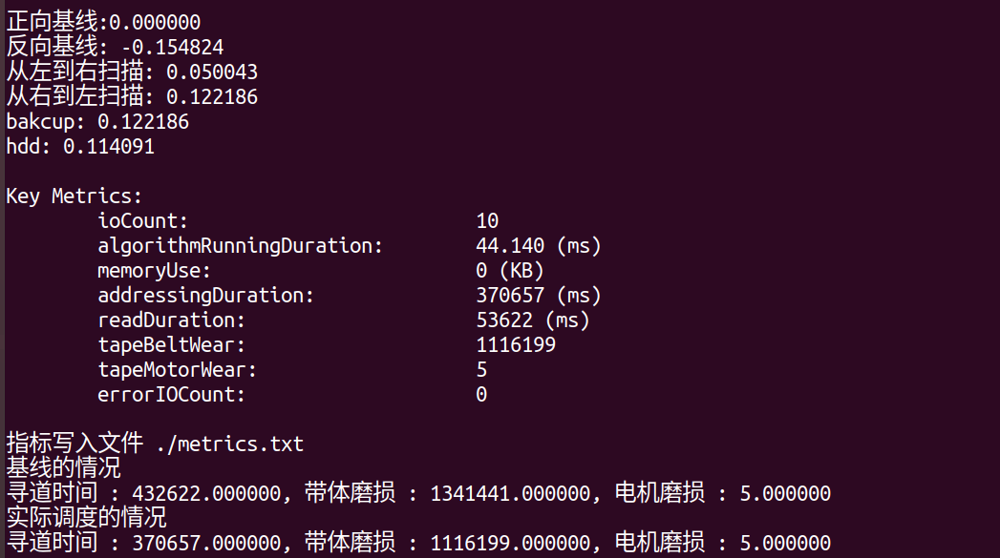 正向基线:0.000000
反向基线: -0.154824
从左到右扫描: 0.050043
从右到左扫描: 0.122186
bakcup: 0.122186
hdd: 0.114091
Key Metrics:
ioCount: 10
algorithmRunningDuration: 44.140 (ms)
memoryUse: 0 (KB)
addressingDuration: 370657 (ms)
readDuration: 53622 (ms)
tapeBeltWear: 1116199
tapeMotorWear: 5
errorIOCount: 0
指标写入文件 ./metrics.txt
基线的情况
寻道时间 : 432622.000000, 带体磨损 : 1341441.000000, 电机磨损 : 5.000000
实际调度的情况
寻道时间 : 370657.000000, 带体磨损 : 1116199.000000, 电机磨损 : 5.000000